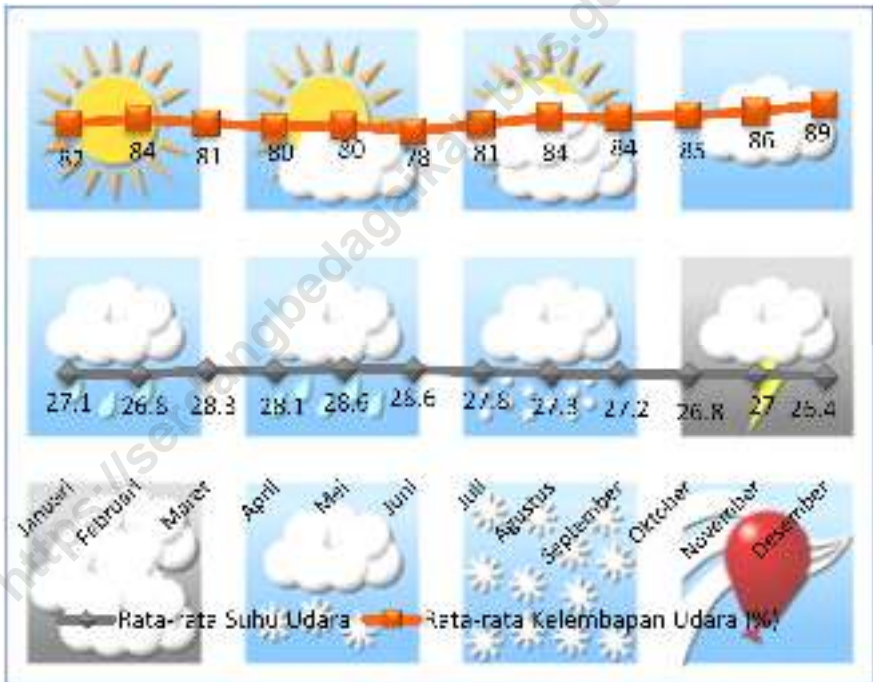 82 84 81 80 80 78 81 84 84 85 86 89
27.1 26.8 28.3 28.1 28.6 28.6 27.8 27.3 27.2 26.8 27 26.4
Januari Februari Maret April Mei Juni Juli Agustus September Oktober November Desember
Rata-rata Suhu Udara Rata-rata Kelembapan Udara (%)